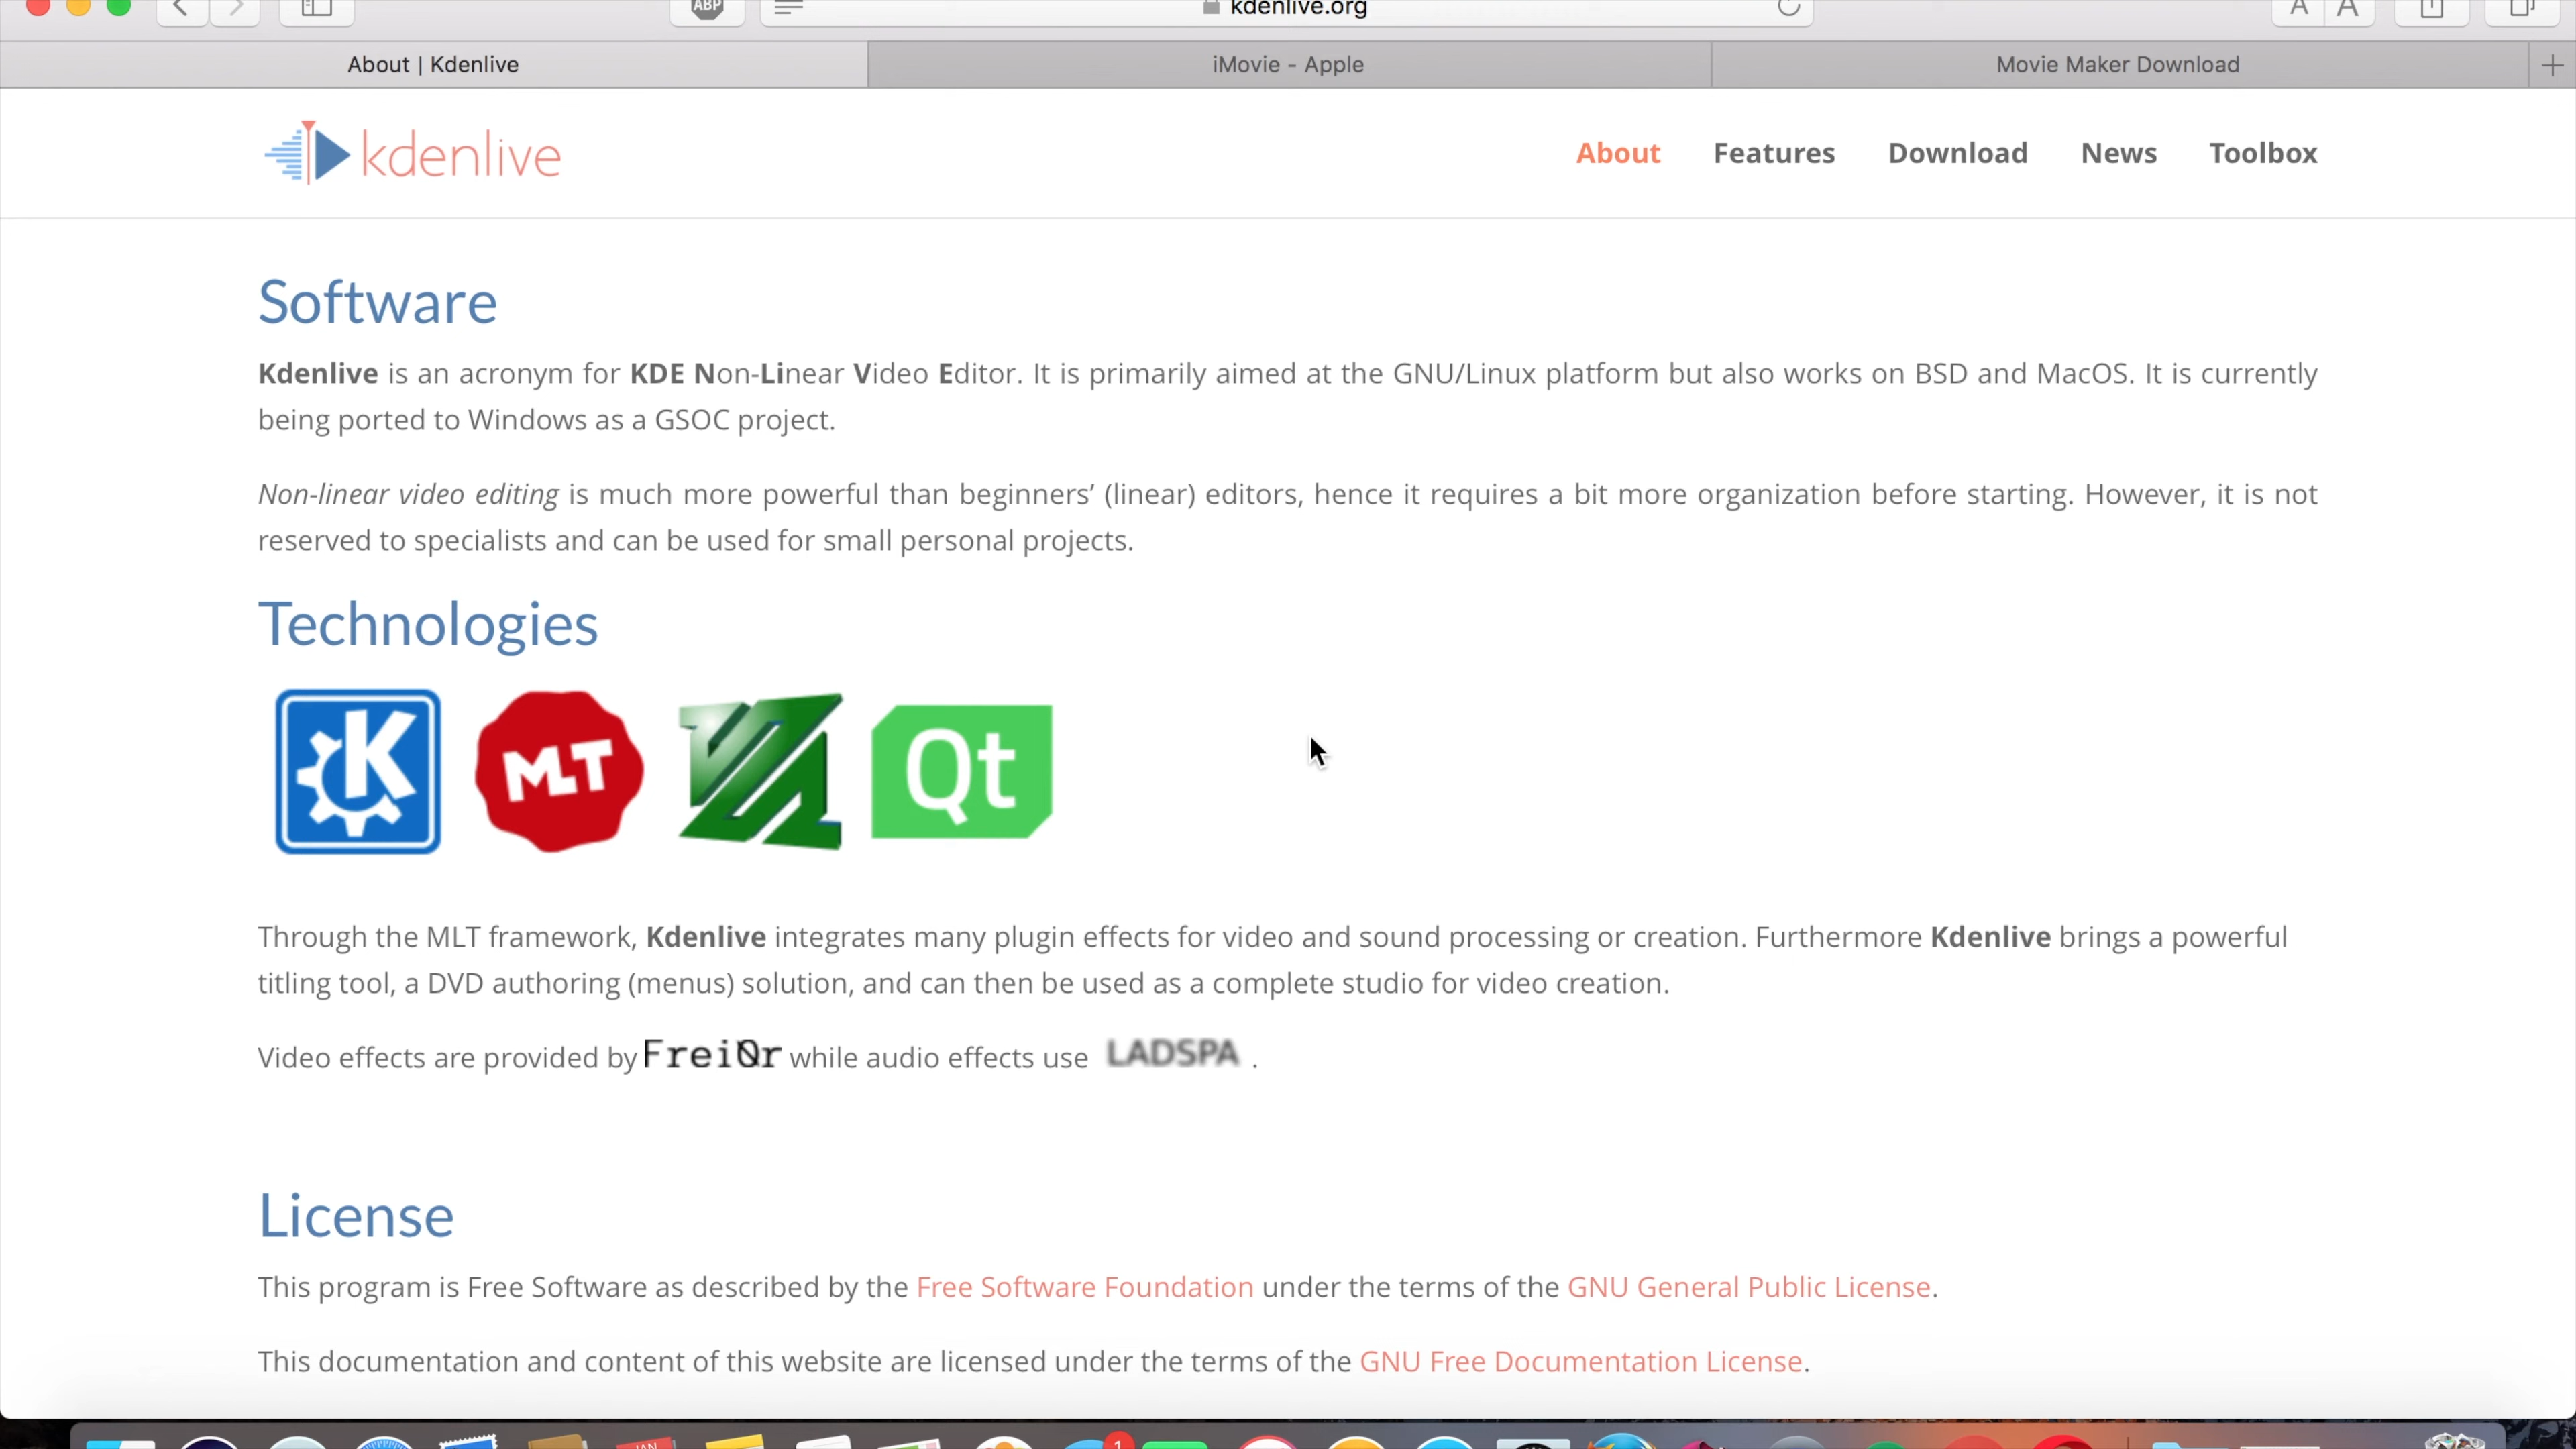 ABP
kdenlive.org
A A
About | Kdenlive
iMovie - Apple
Movie Maker Download
kdenlive
About
Features
Download
News
Toolbox
Software
Kdenlive is an acronym for KDE Non-Linear Video Editor. It is primarily aimed at the GNU/Linux platform but also works on BSD and MacOS. It is currently
being ported to Windows as a GSOC project.
Non-linear video editing is much more powerful than beginners’ (linear) editors, hence it requires a bit more organization before starting. However, it is not
reserved to specialists and can be used for small personal projects.
Technologies
K
MLT
Qt
Through the MLT framework, Kdenlive integrates many plugin effects for video and sound processing or creation. Furthermore Kdenlive brings a powerful
titling tool, a DVD authoring (menus) solution, and can then be used as a complete studio for video creation.
Video effects are provided by Frei0r while audio effects use LADSPA .
License
This program is Free Software as described by the Free Software Foundation under the terms of the GNU General Public License.
This documentation and content of this website are licensed under the terms of the GNU Free Documentation License.
JAN
1